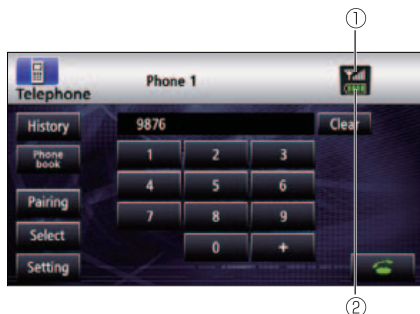 ①
Phone 1
Telephone
History
9876
Clear
Phone book
1 2 3
4 5 6
Pairing
7 8 9
Select
0 +
Setting
②